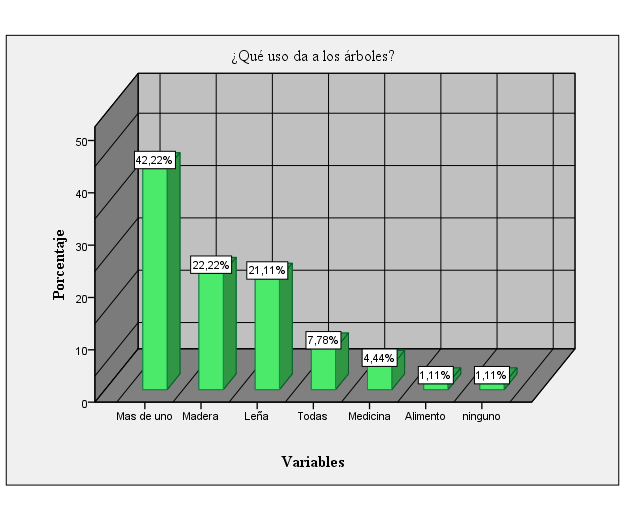 ¿Qué uso da a los árboles?
Porcentaje
50
40
30
20
10
0
42,22%
22,22%
21,11%
7,78%
4,44%
1,11%
1,11%
Mas de uno
Madera
Leña
Todas
Medicina
Alimento
ninguno
Variables